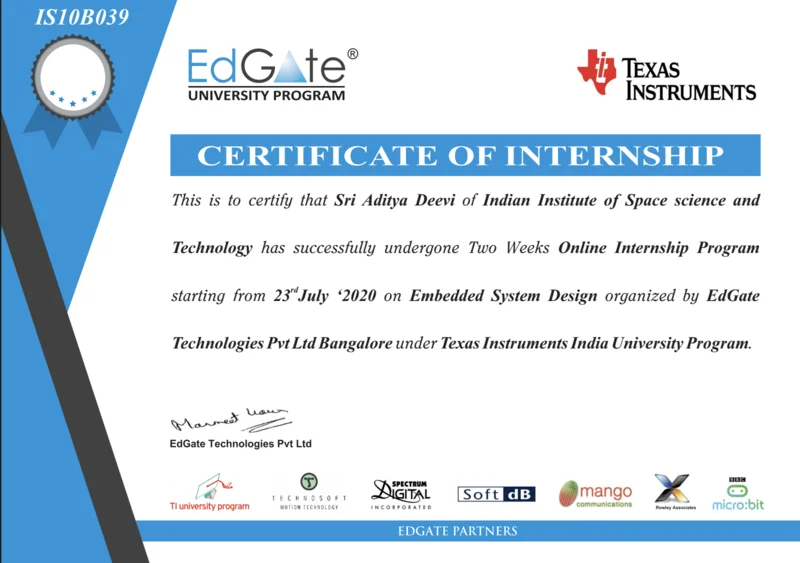 IS10B039
EdGate®
UNIVERSITY PROGRAM
TEXAS
INSTRUMENTS
CERTIFICATE OF INTERNSHIP
This is to certify that Sri Aditya Deevi of Indian Institute of Space science and
Technology has successfully undergone Two Weeks Online Internship Program
starting from 23rd July ‘2020 on Embedded System Design organized by EdGate
Technologies Pvt Ltd Bangalore under Texas Instruments India University Program.
Manmeet Kaur
EdGate Technologies Pvt Ltd
TI university program
TECHNOSOFT
MOTION TECHNOLOGY
SPECTRUM
DIGITAL
INCORPORATED
Soft dB
mango
communications
Rowley Associates
BBC
micro:bit
EDGATE PARTNERS